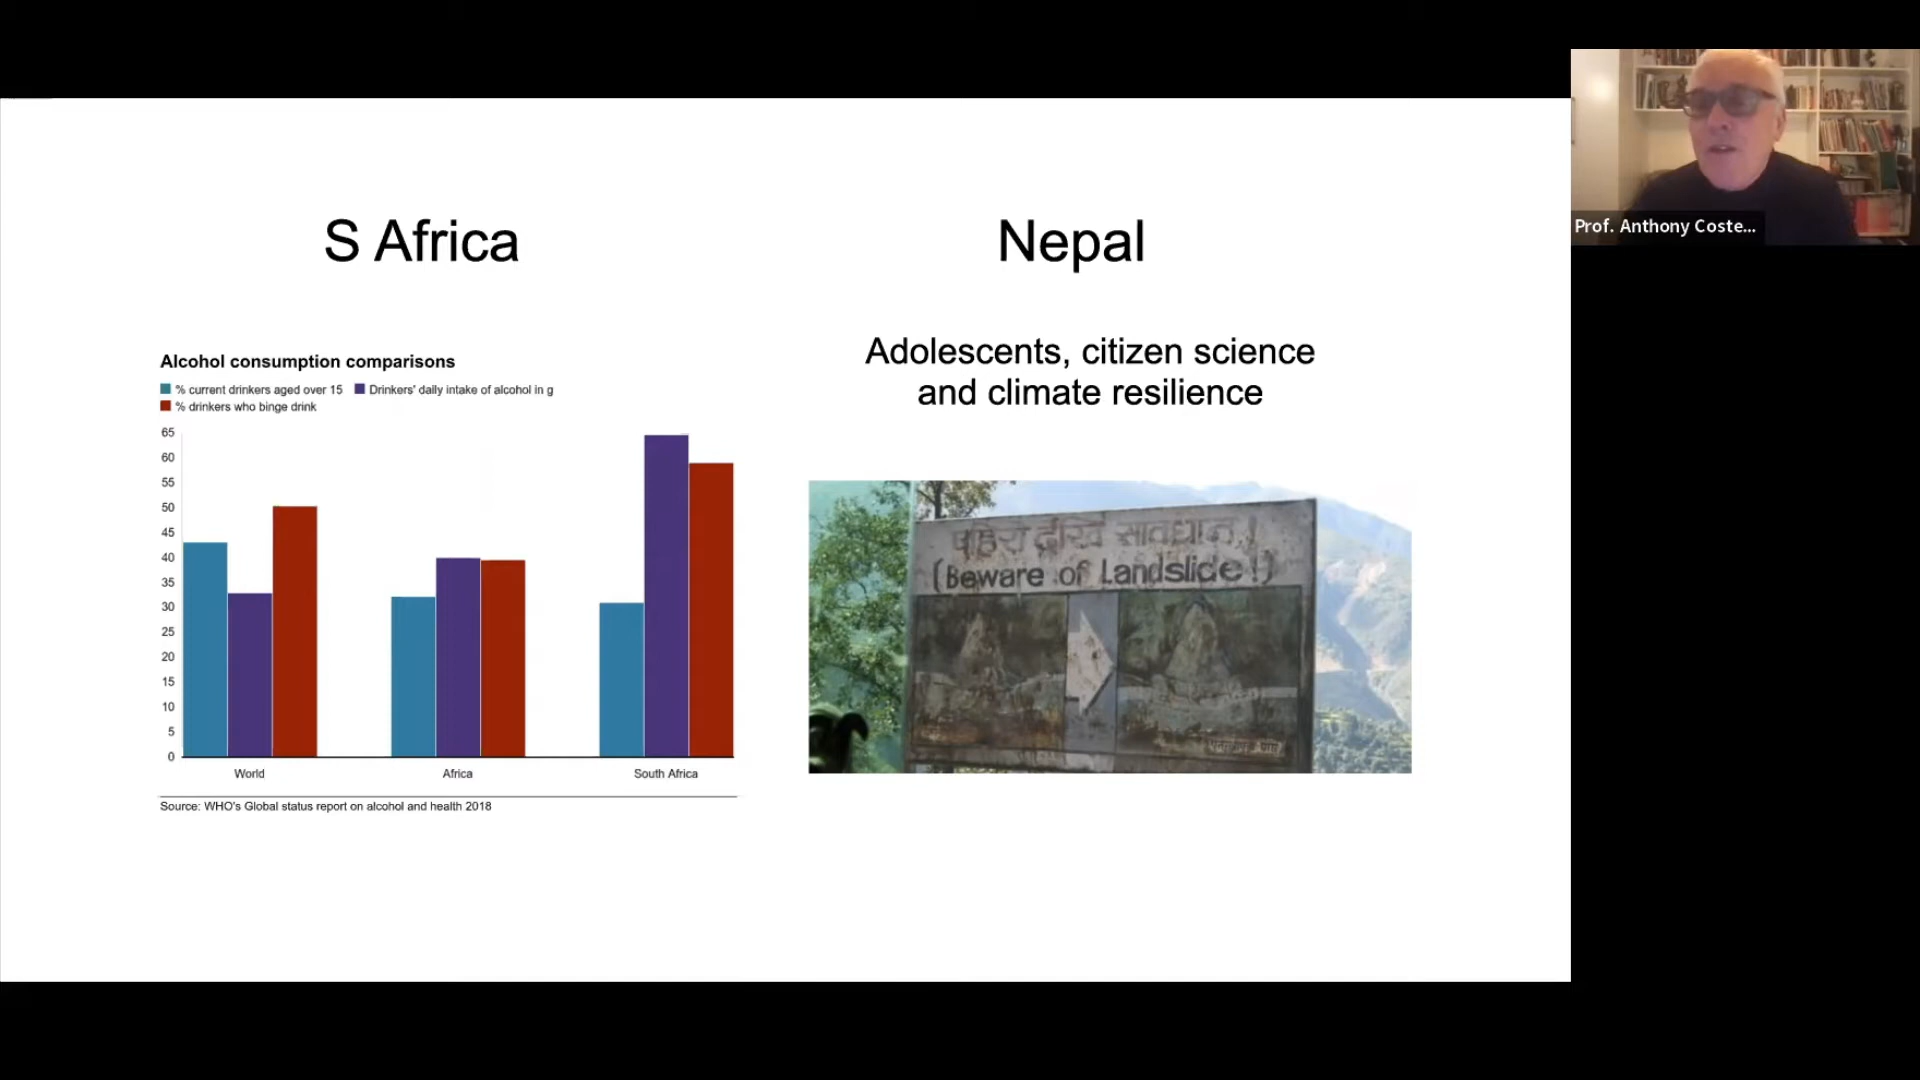 S Africa
Nepal
Alcohol consumption comparisons
% current drinkers aged over 15
Drinkers' daily intake of alcohol in g
% drinkers who binge drink
65
60
55
50
45
40
35
30
25
20
15
10
5
0
World
Africa
South Africa
Source: WHO's Global status report on alcohol and health 2018
Adolescents, citizen science
and climate resilience
पहिरो देखि सावधान !
(Beware of Landslide!)
Prof. Anthony Coste...